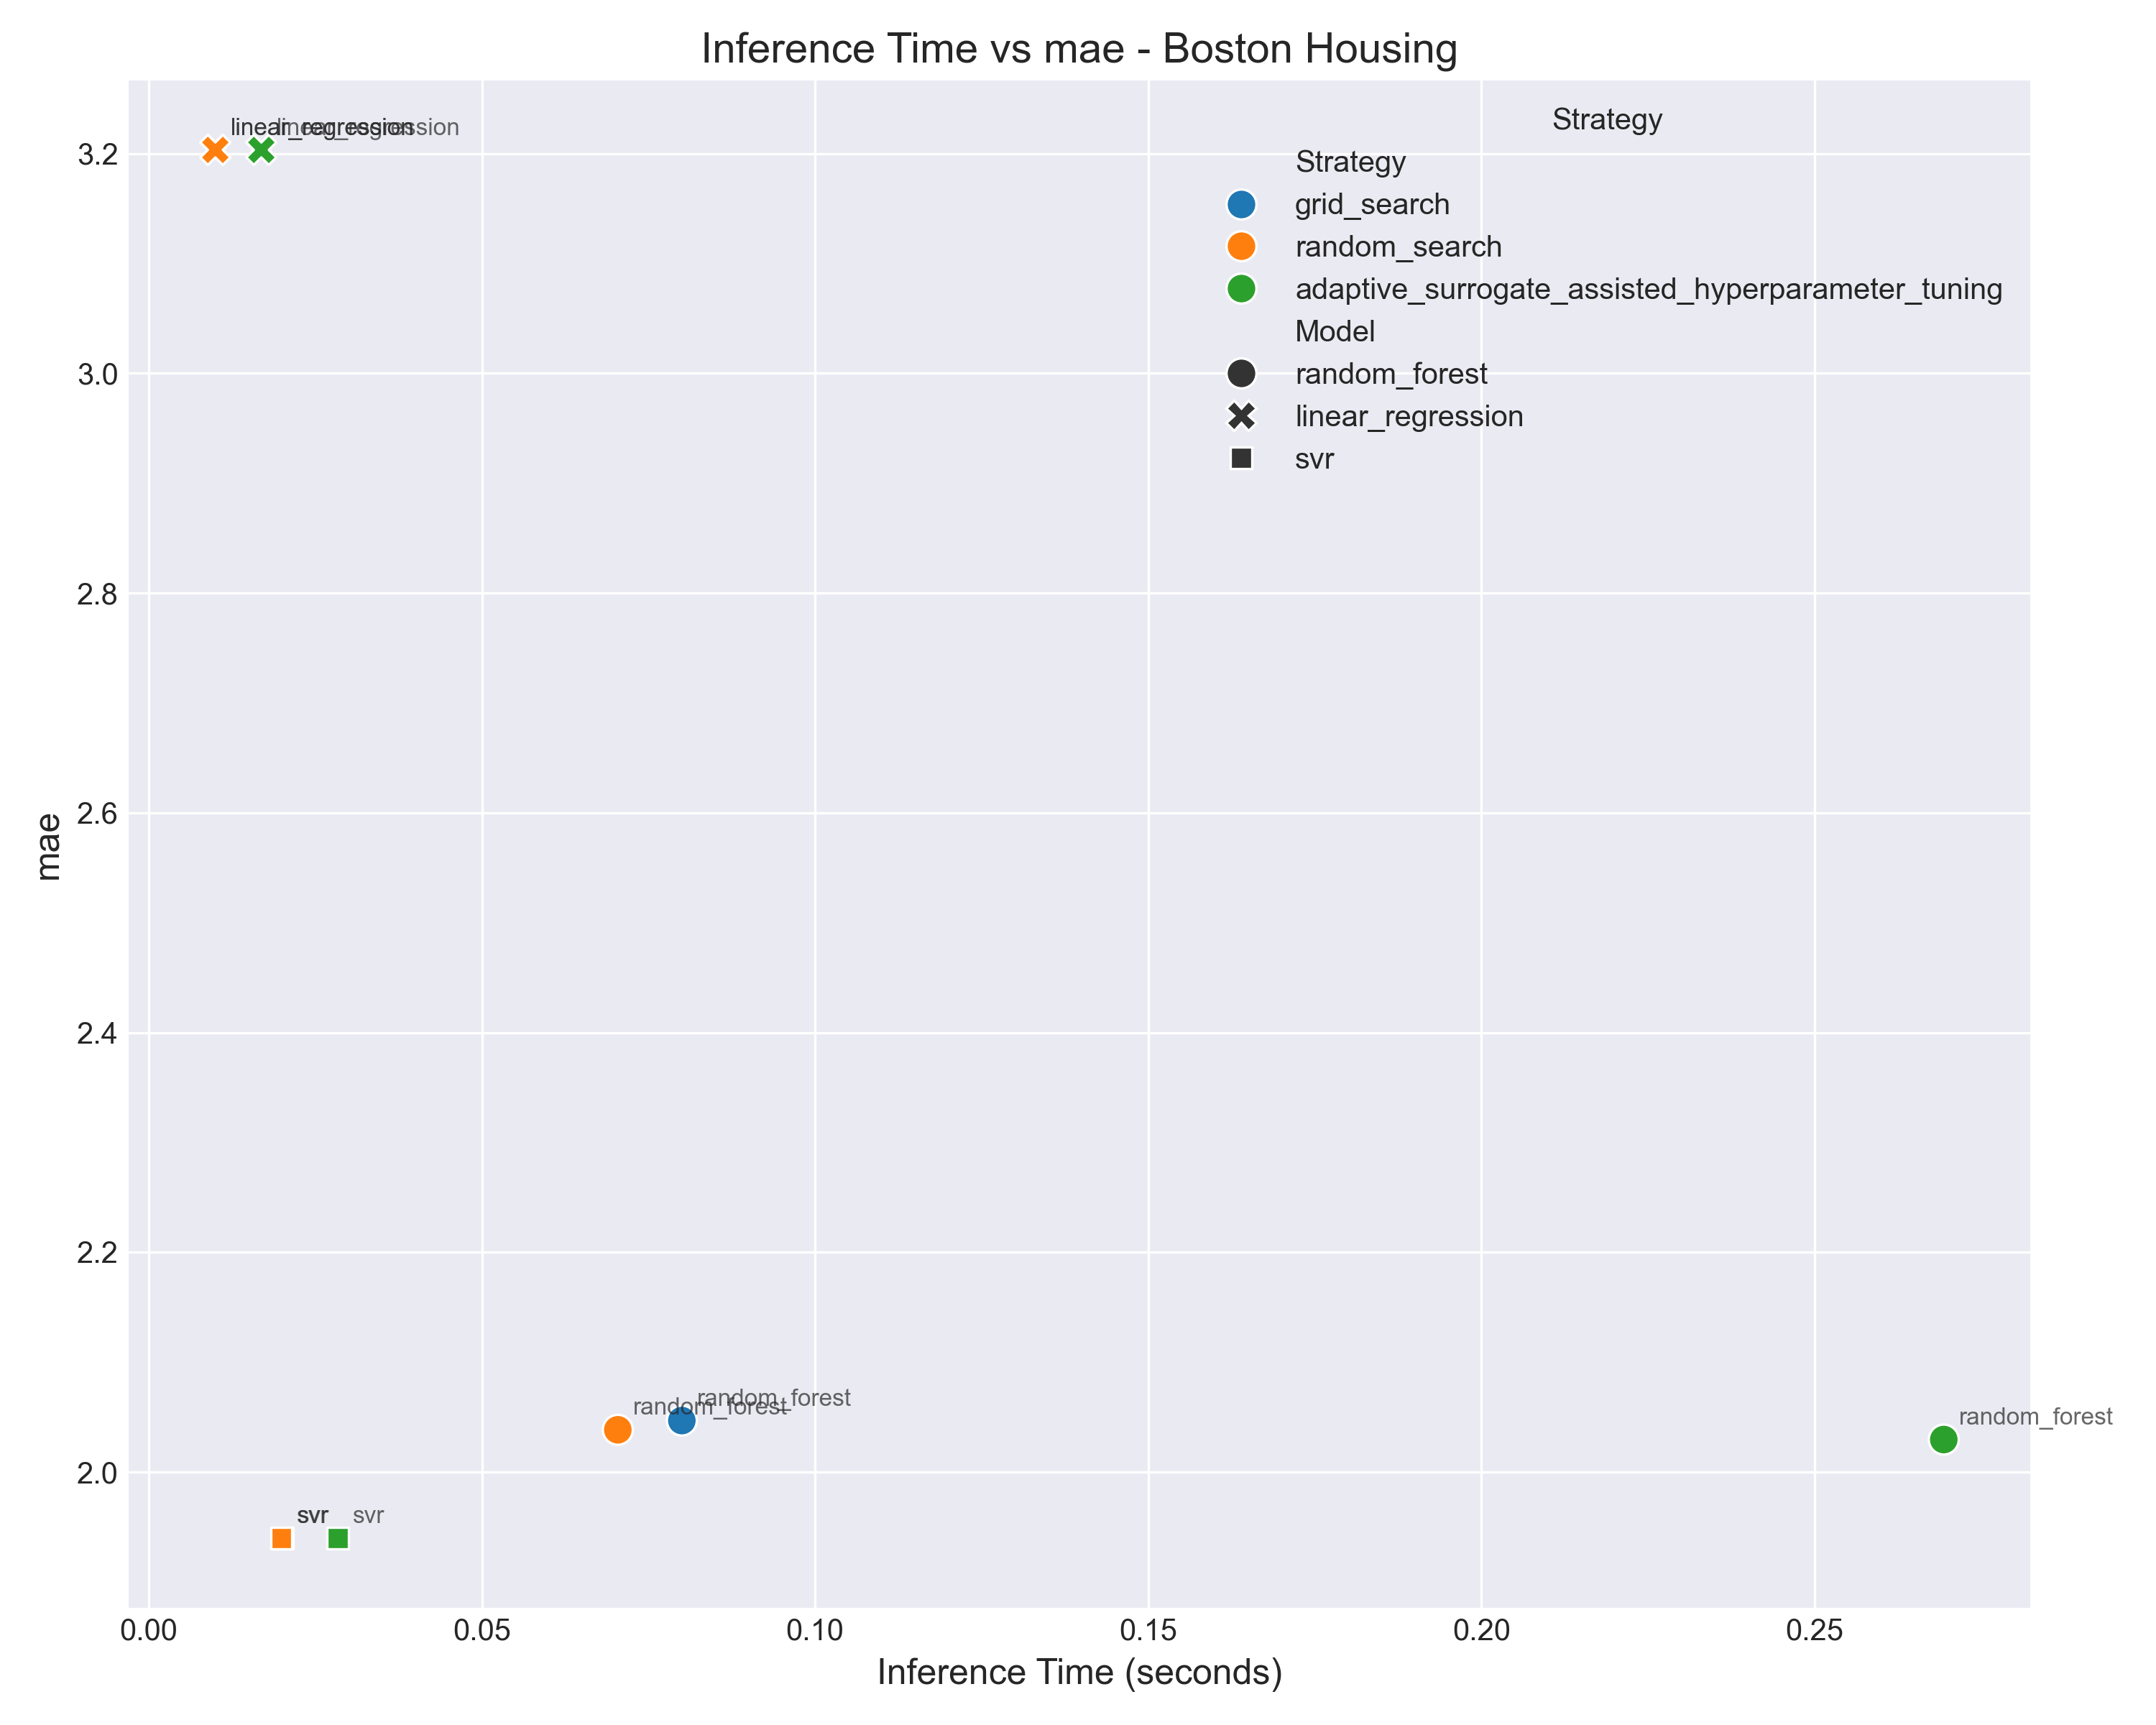 Inference Time vs mae - Boston Housing
linear_regression
linear_regression
Strategy
Strategy
grid_search
random_search
adaptive_surrogate_assisted_hyperparameter_tuning
Model
random_forest
linear_regression
svr
3.2
3.0
2.8
2.6
2.4
2.2
2.0
mae
random_forest
random_forest
random_forest
svr
svr
0.00
0.05
0.10
0.15
0.20
0.25
Inference Time (seconds)